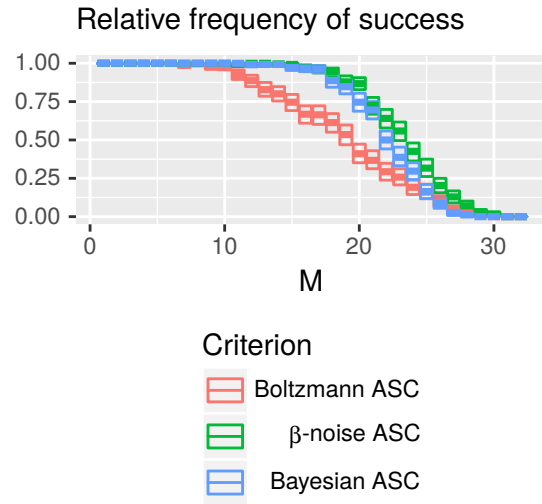 Relative frequency of success
1.00
0.75
0.50
0.25
0.00
0 10 20 30
M
Criterion
Boltzmann ASC
β-noise ASC
Bayesian ASC